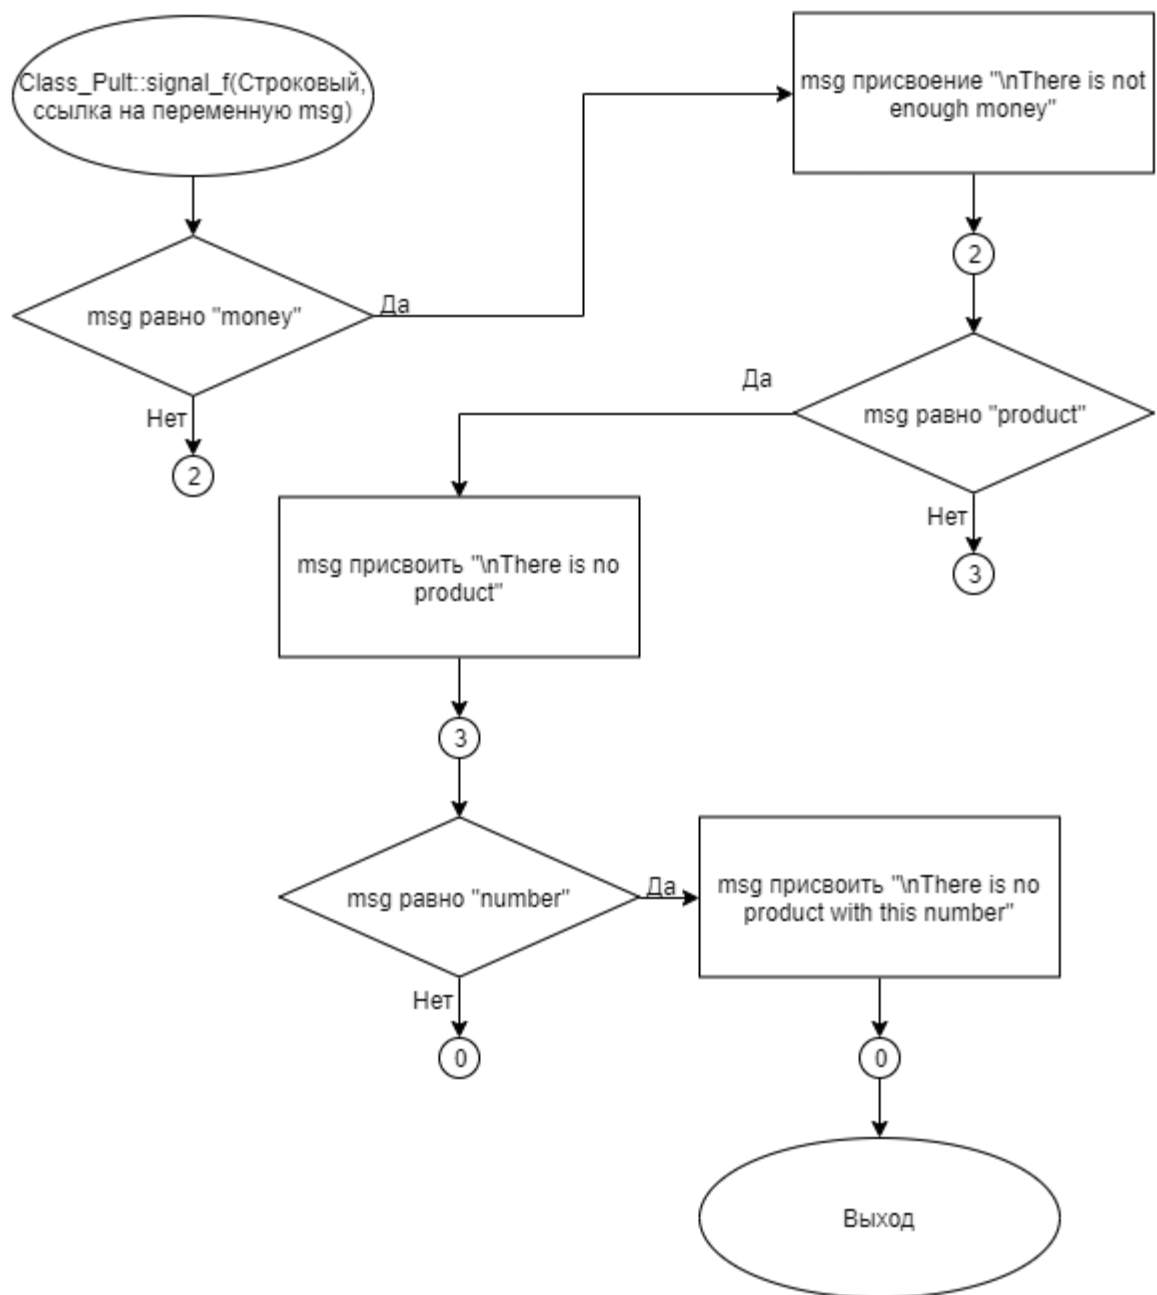 Class_Pult::signal_f(Строковый,
ссылка на переменную msg)
msg равно "money"
Да
Нет
2
msg присвоение "\nThere is not
enough money"
2
msg равно "product"
Да
Нет
3
msg присвоить "\nThere is no
product"
3
msg равно "number"
Да
Нет
0
msg присвоить "\nThere is no
product with this number"
0
Выход